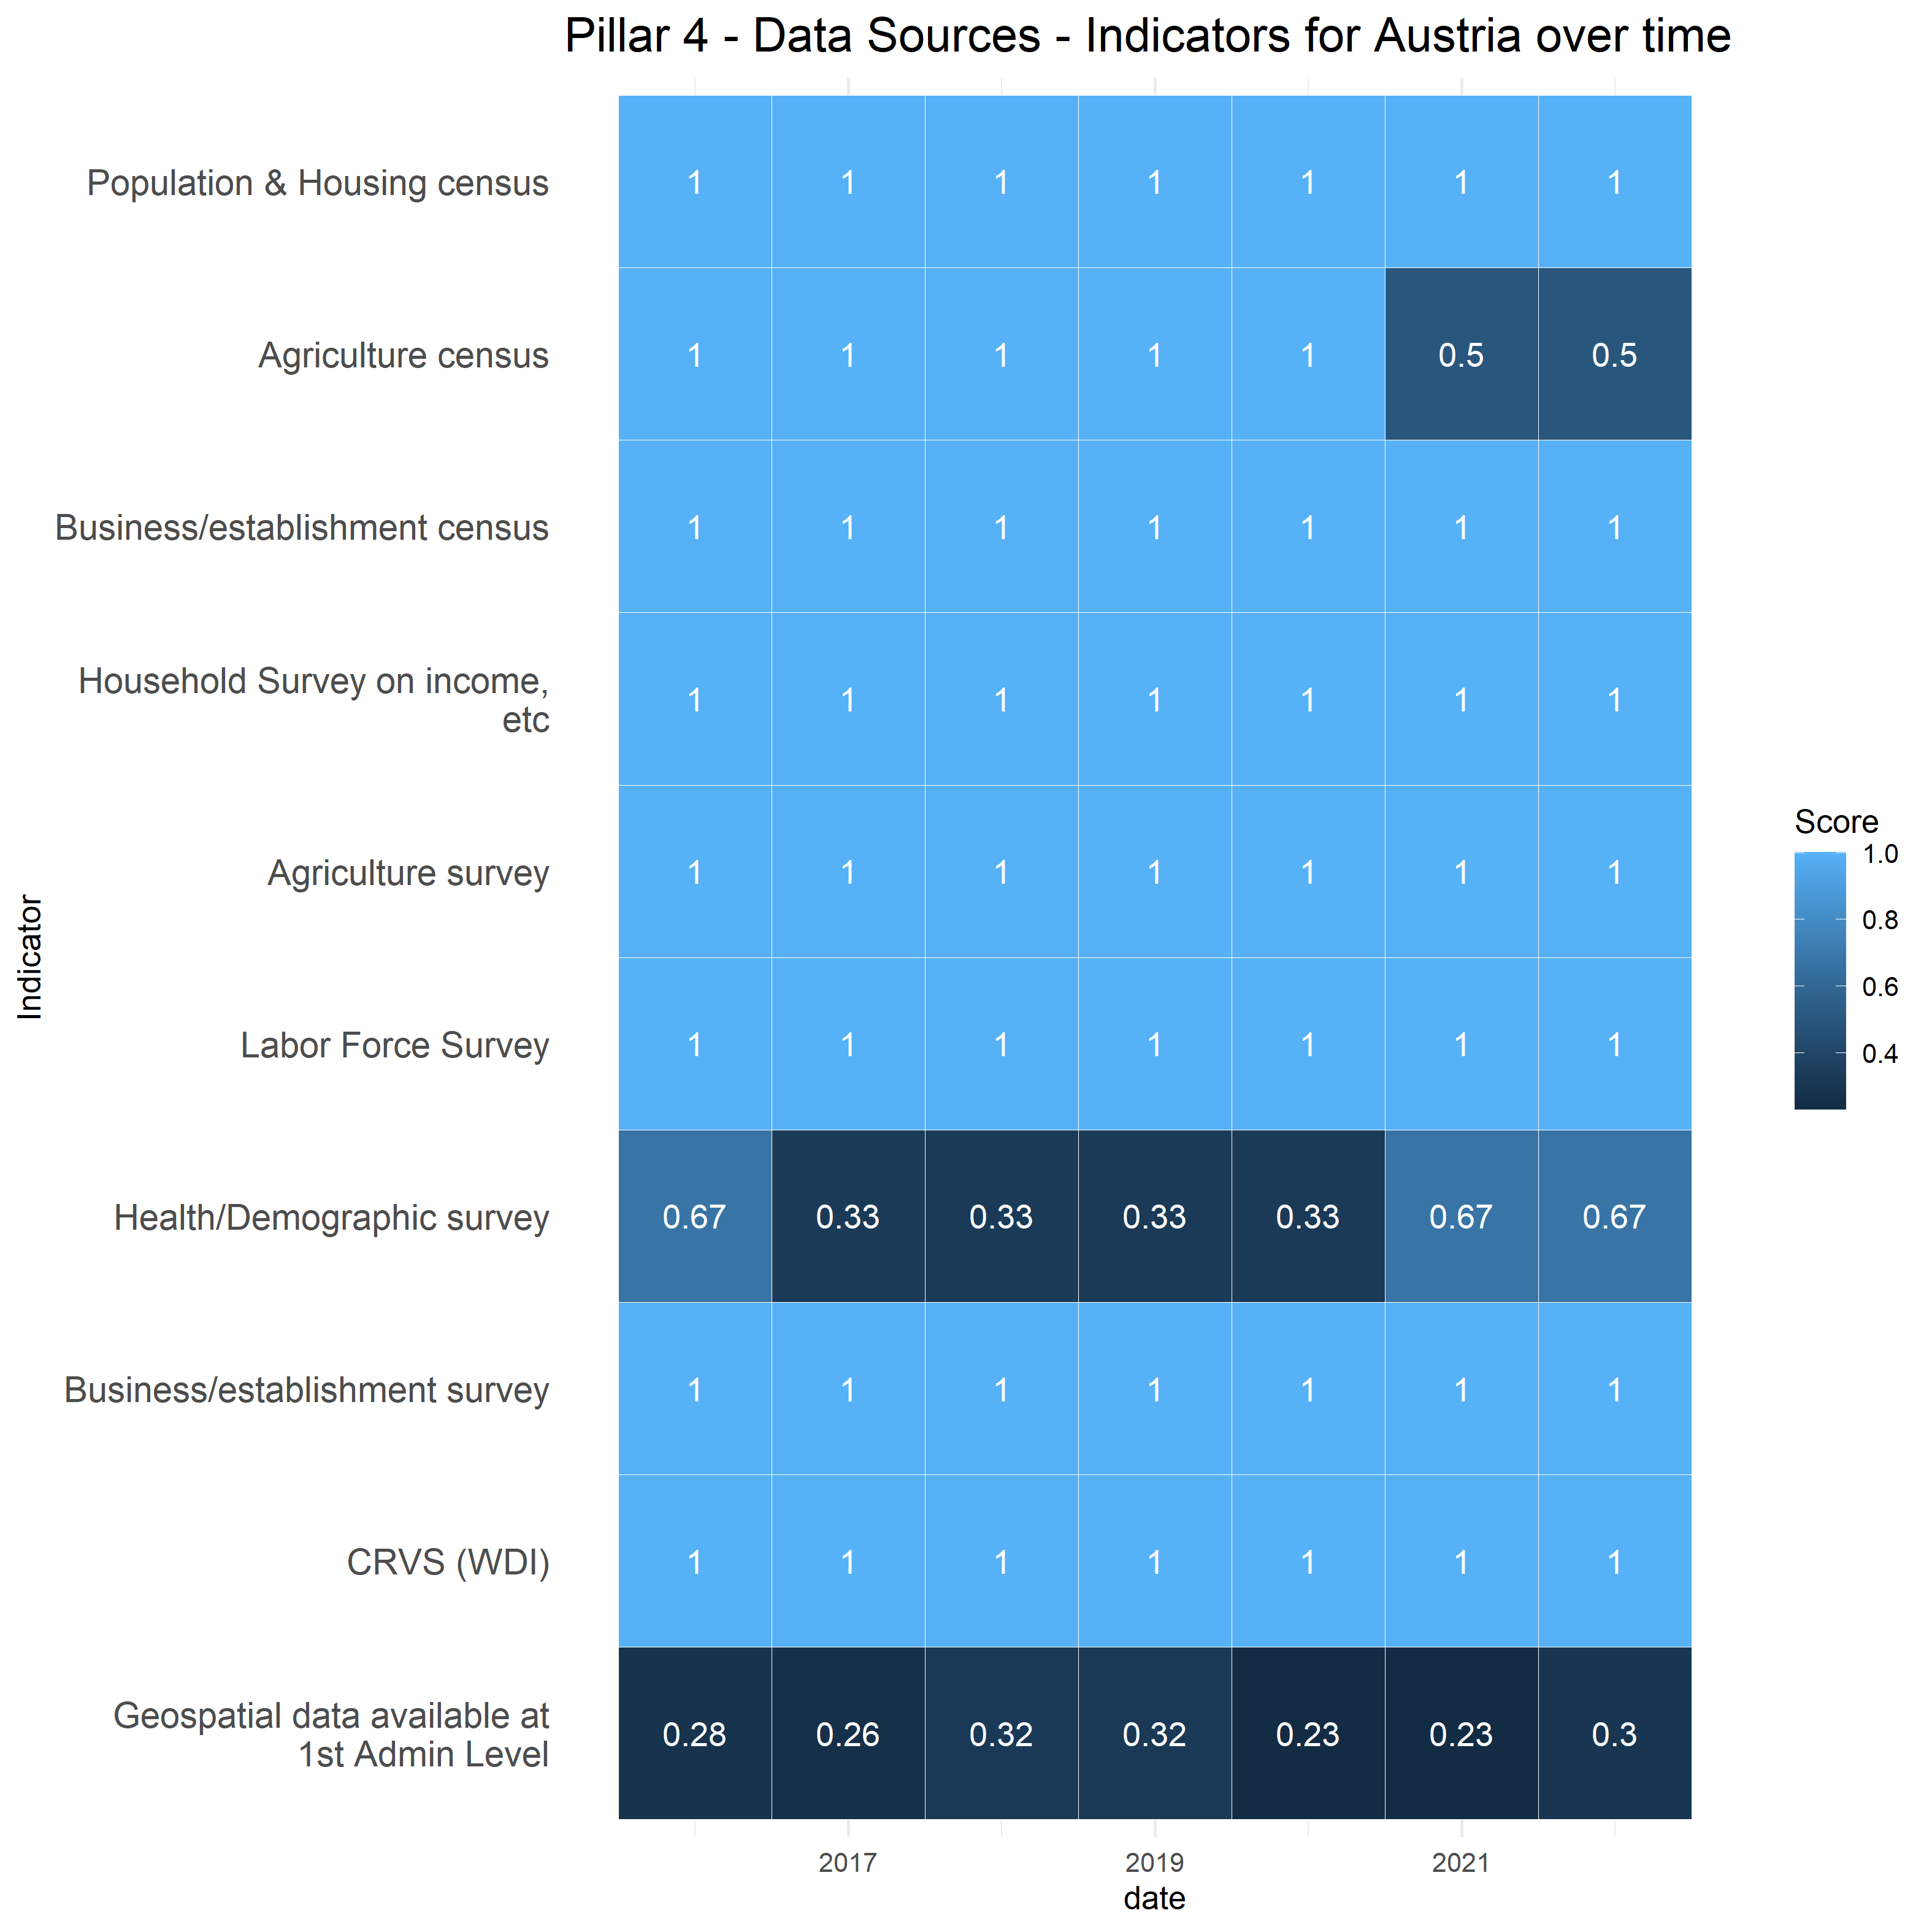 Pillar 4 - Data Sources - Indicators for Austria over time
Population & Housing census
1 1 1 1 1 1 1
Agriculture census
1 1 1 1 1 0.5 0.5
Business/establishment census
1 1 1 1 1 1 1
Household Survey on income,
etc
1 1 1 1 1 1 1
Agriculture survey
1 1 1 1 1 1 1
Labor Force Survey
1 1 1 1 1 1 1
Health/Demographic survey
0.67 0.33 0.33 0.33 0.33 0.67 0.67
Business/establishment survey
1 1 1 1 1 1 1
CRVS (WDI)
1 1 1 1 1 1 1
Geospatial data available at
1st Admin Level
0.28 0.26 0.32 0.32 0.23 0.23 0.3
2017 2019 2021
date
Indicator
Score
1.0
0.8
0.6
0.4